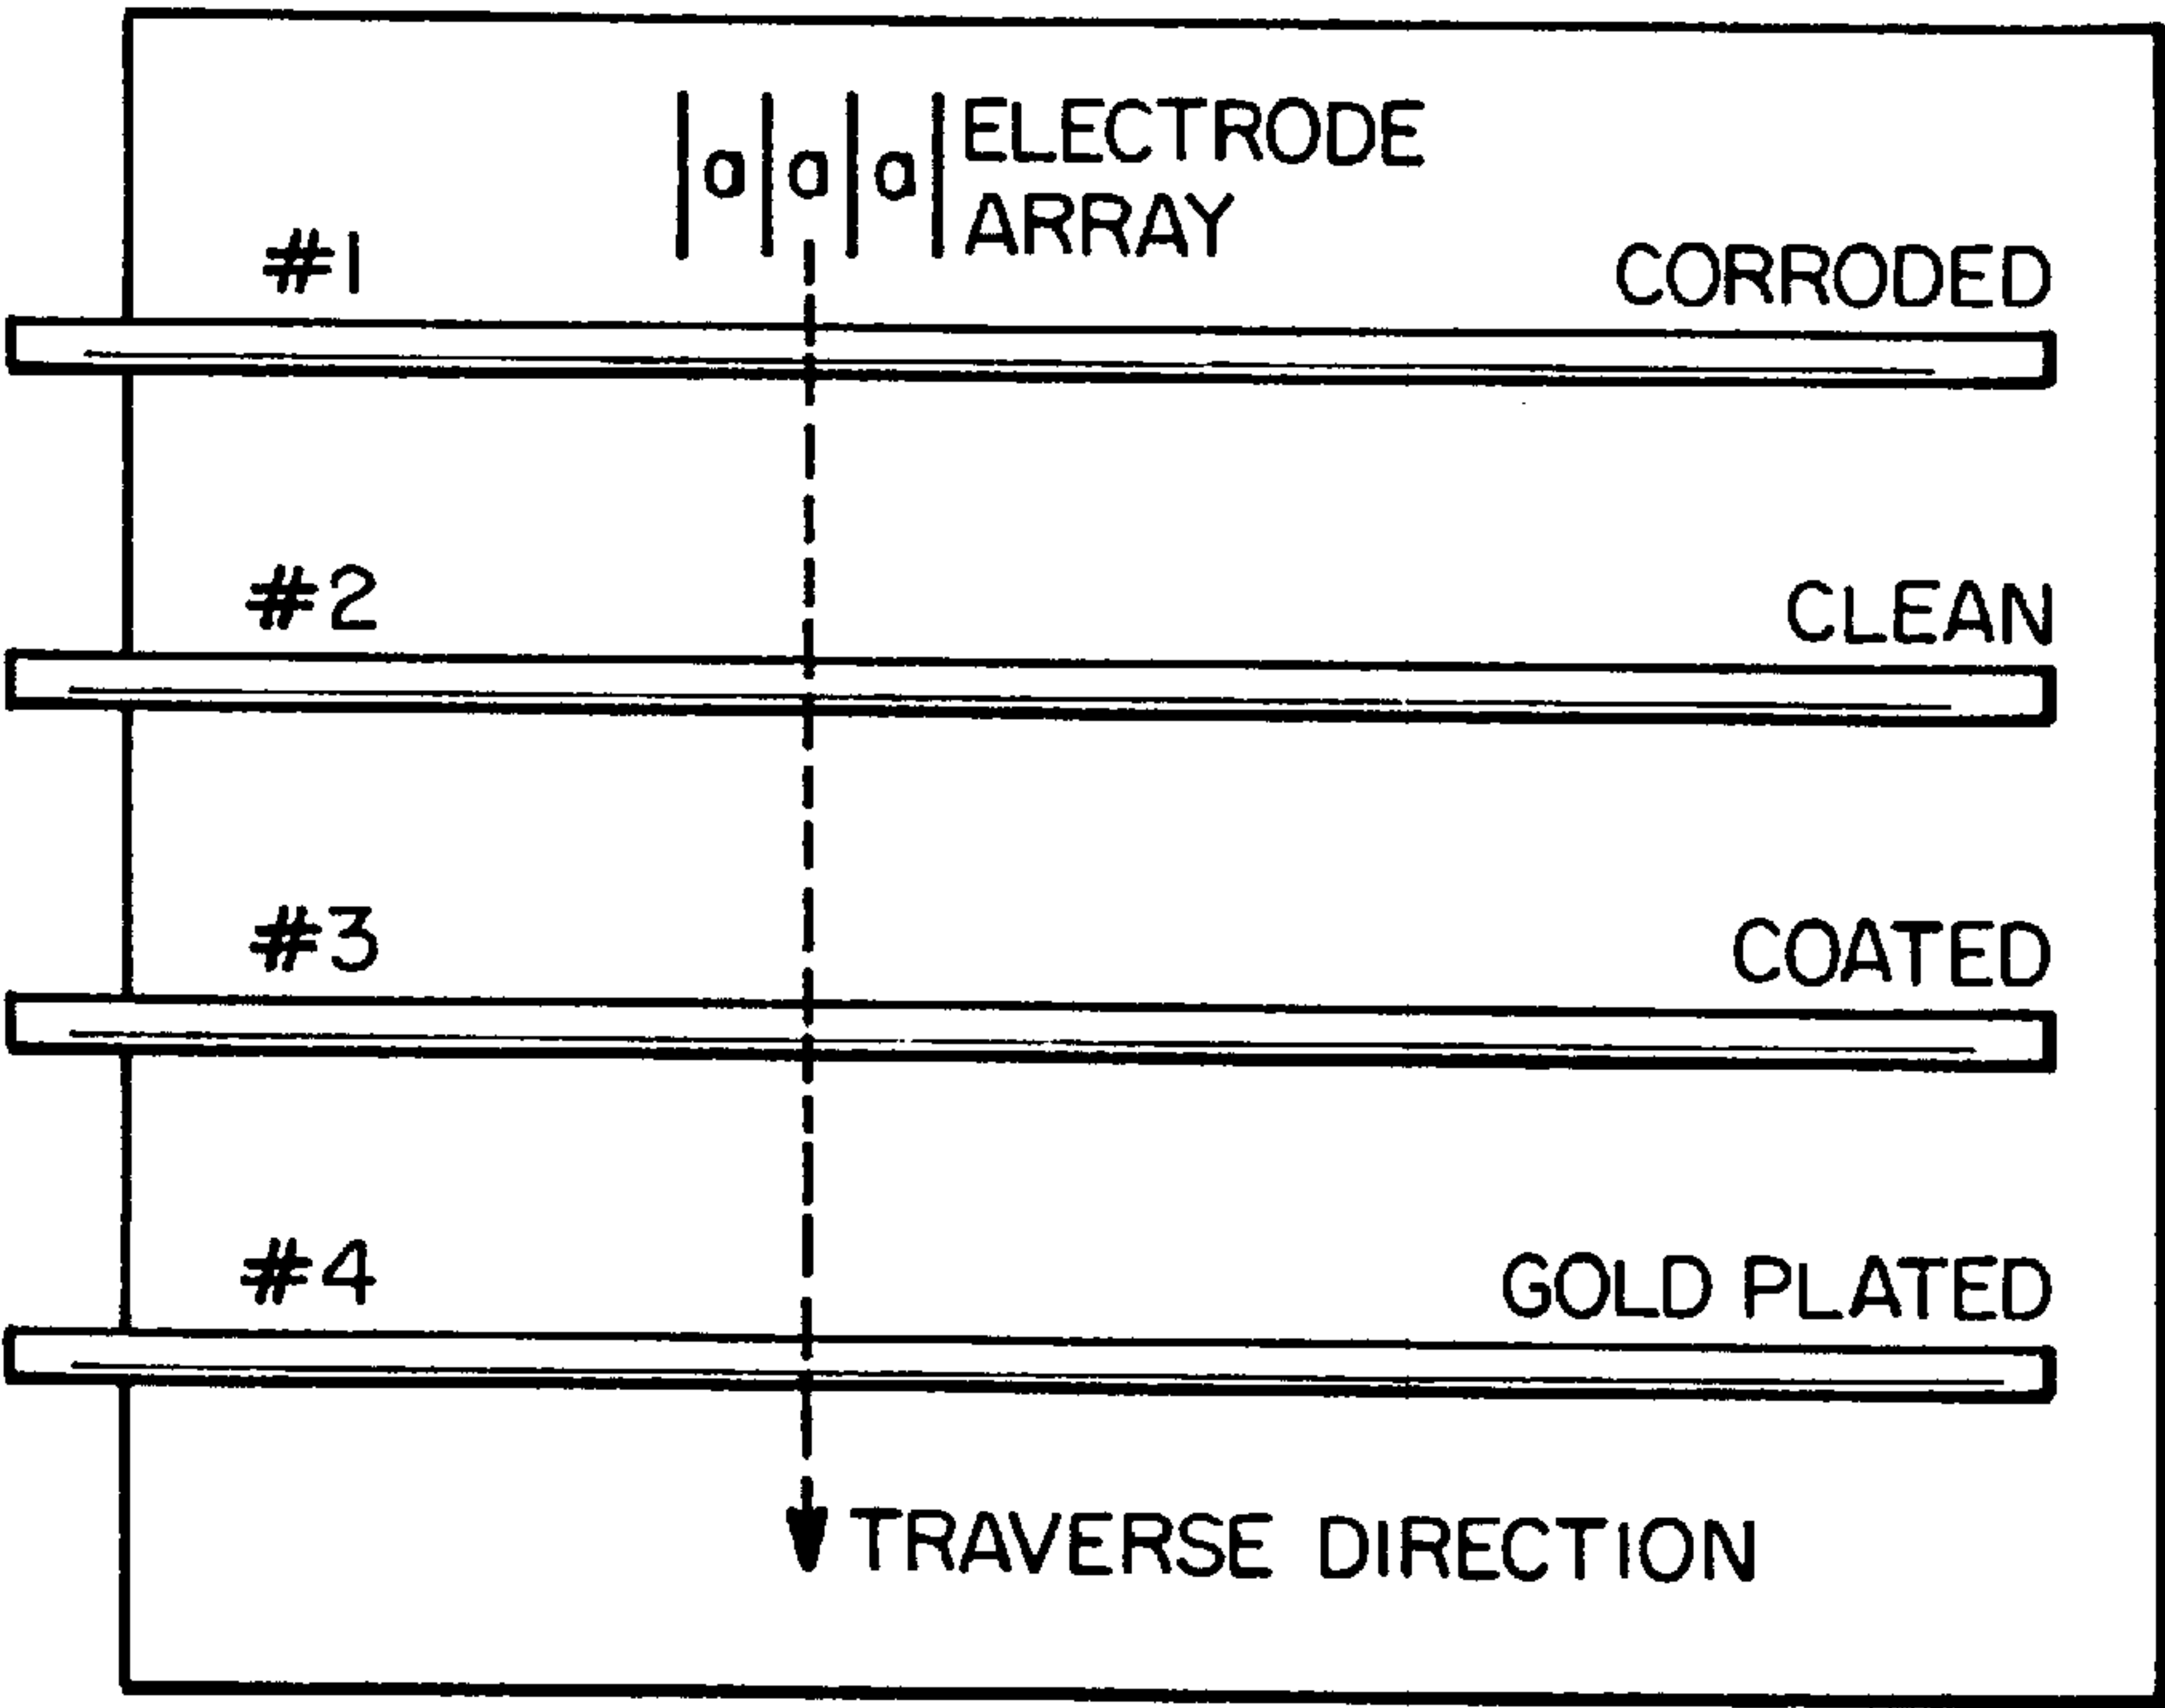 |a|a|a| ELECTRODE
ARRAY
#1 CORRODED
#2 CLEAN
#3 COATED
#4 GOLD PLATED
TRAVERSE DIRECTION